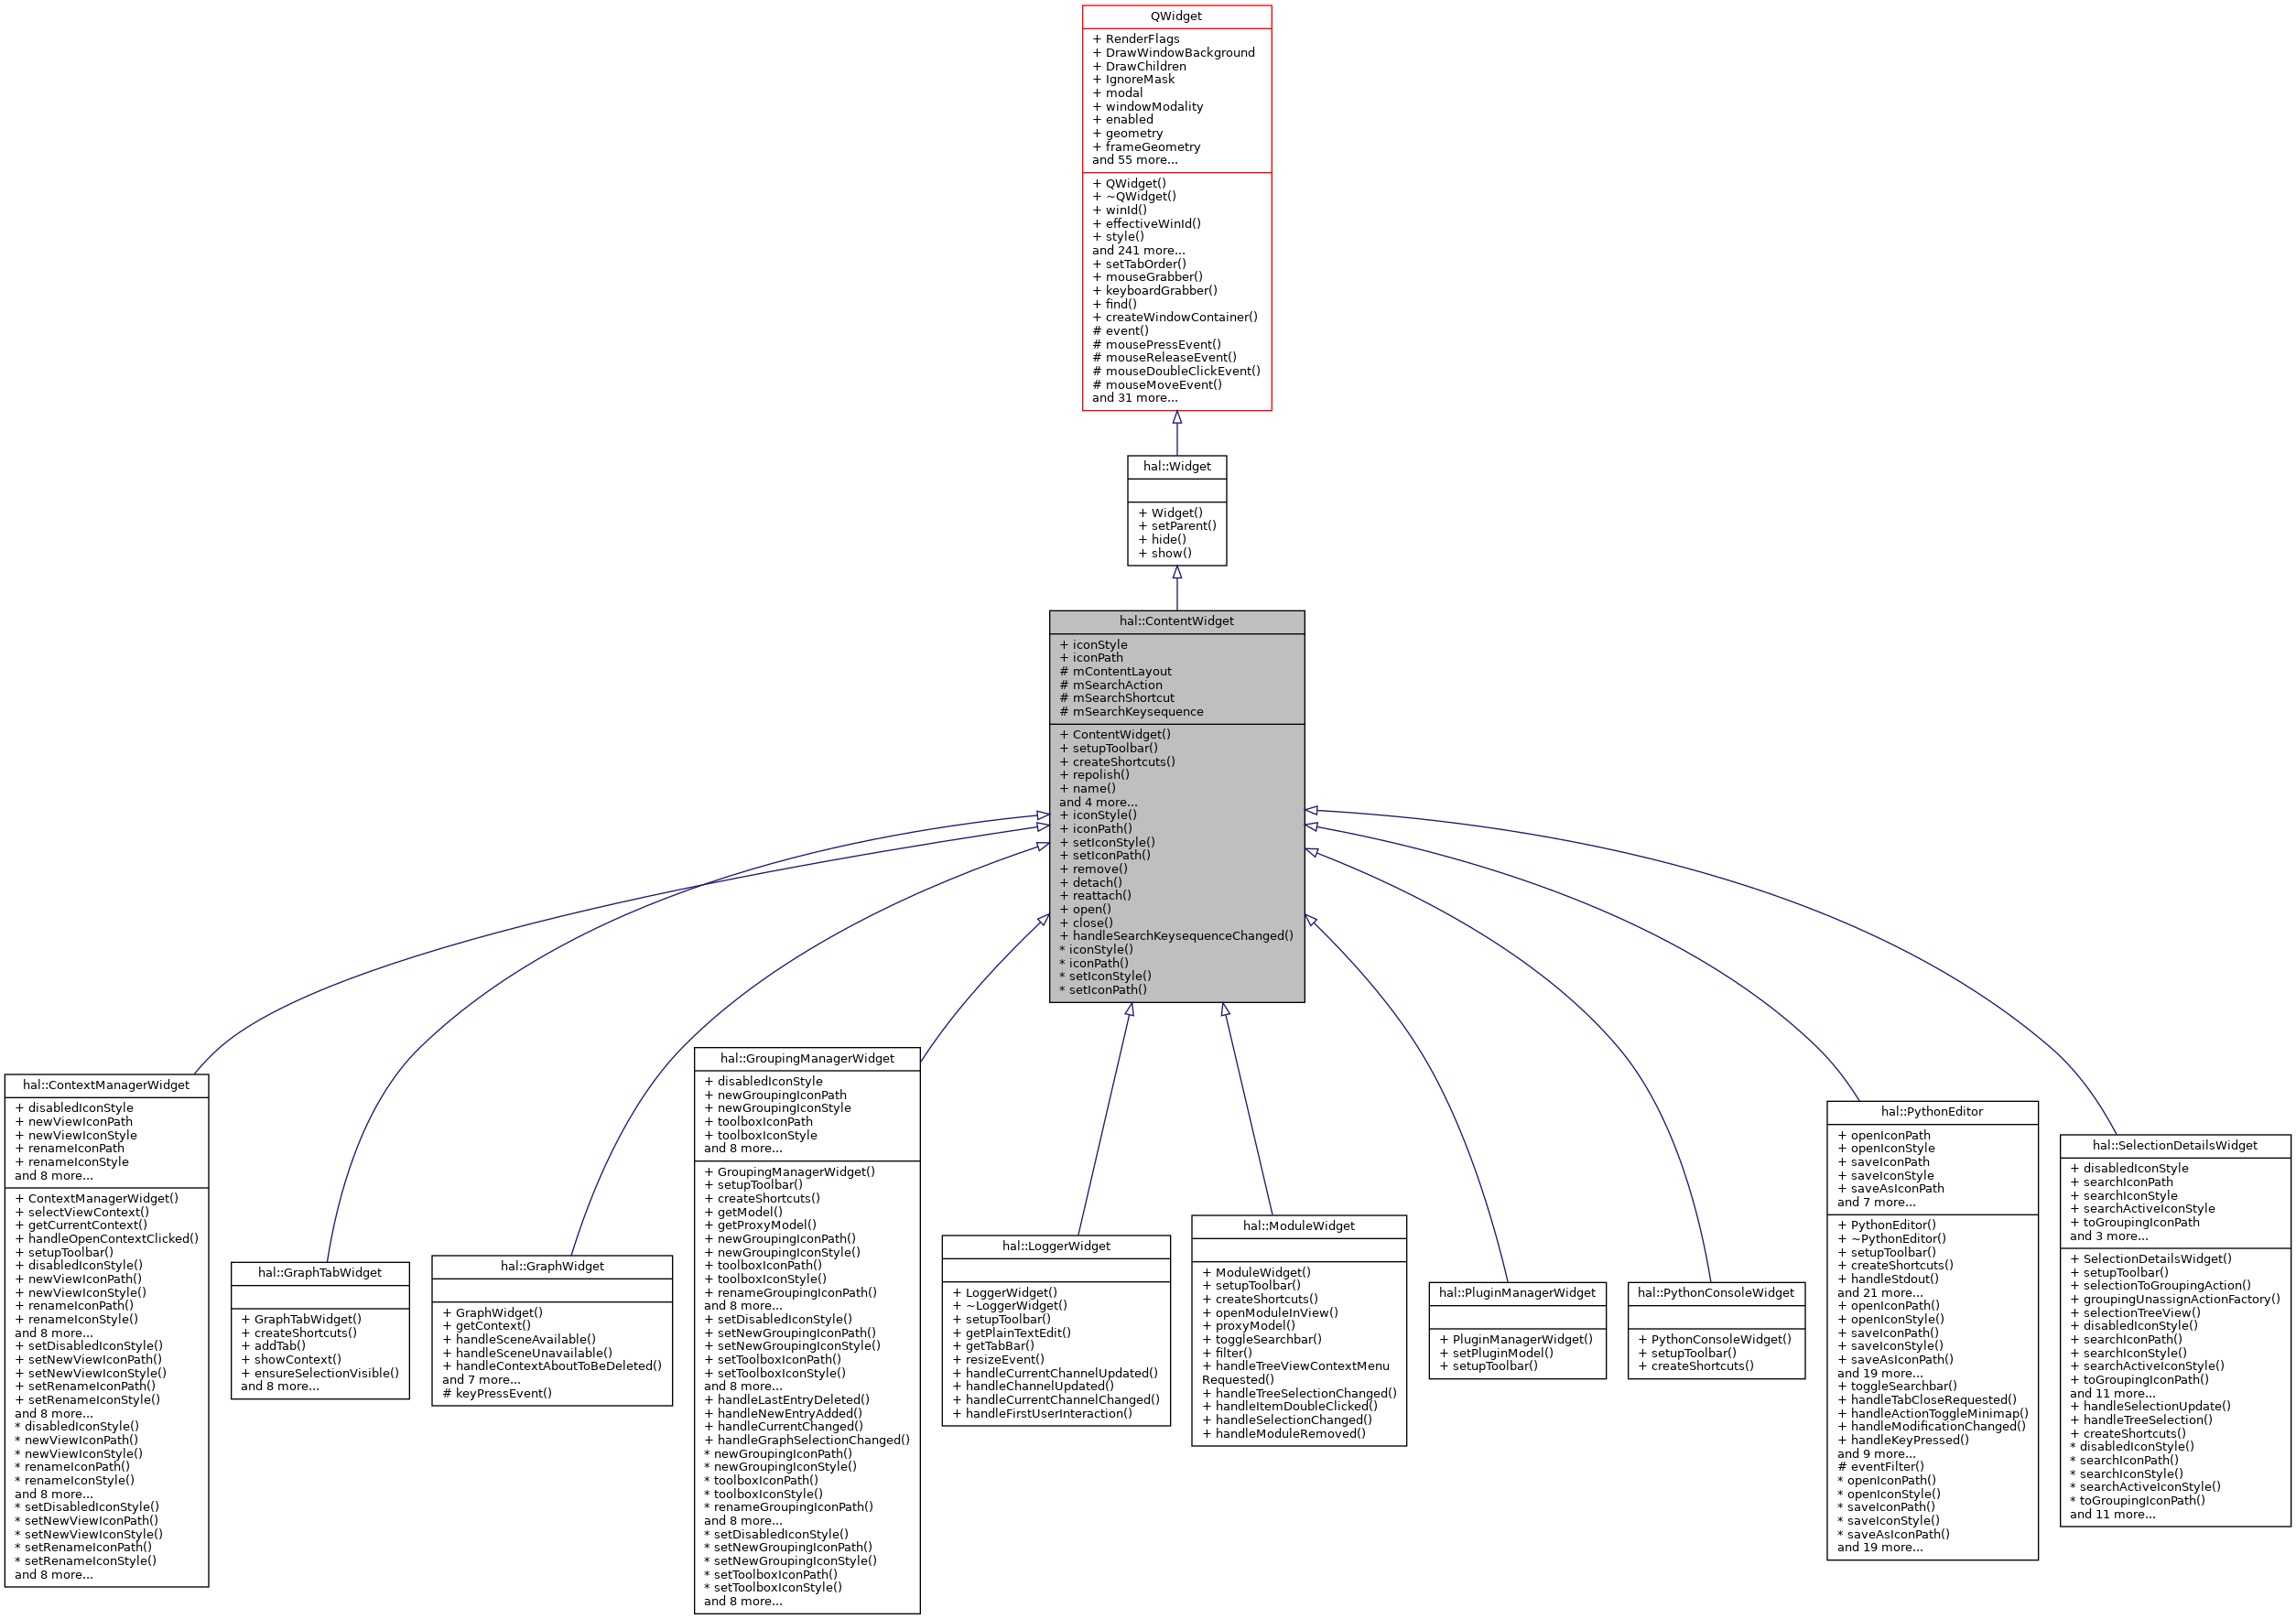 QWidget
+ RenderFlags
+ DrawWindowBackground
+ DrawChildren
+ IgnoreMask
+ modal
+ windowModality
+ enabled
+ geometry
+ frameGeometry
and 55 more...
+ QWidget()
+ ~QWidget()
+ winId()
+ effectiveWinId()
+ style()
and 241 more...
+ setTabOrder()
+ mouseGrabber()
+ keyboardGrabber()
+ find()
+ createWindowContainer()
# event()
# mousePressEvent()
# mouseReleaseEvent()
# mouseDoubleClickEvent()
# mouseMoveEvent()
and 31 more...
hal::Widget
+ Widget()
+ setParent()
+ hide()
+ show()
hal::ContentWidget
+ iconStyle
+ iconPath
# mContentLayout
# mSearchAction
# mSearchShortcut
# mSearchKeysequence
+ ContentWidget()
+ setupToolbar()
+ createShortcuts()
+ repolish()
+ name()
and 4 more...
+ iconStyle()
+ iconPath()
+ setIconStyle()
+ setIconPath()
+ remove()
+ detach()
+ reattach()
+ open()
+ close()
+ handleSearchKeysequenceChanged()
* iconStyle()
* iconPath()
* setIconStyle()
* setIconPath()
hal::ContextManagerWidget
+ disabledIconStyle
+ newViewIconPath
+ newViewIconStyle
+ renameIconPath
+ renameIconStyle
and 8 more...
+ ContextManagerWidget()
+ selectViewContext()
+ getCurrentContext()
+ handleOpenContextClicked()
+ setupToolbar()
+ disabledIconStyle()
+ newViewIconPath()
+ newViewIconStyle()
+ renameIconPath()
+ renameIconStyle()
and 8 more...
+ setDisabledIconStyle()
+ setNewViewIconPath()
+ setNewViewIconStyle()
+ setRenameIconPath()
+ setRenameIconStyle()
and 8 more...
* disabledIconStyle()
* newViewIconPath()
* newViewIconStyle()
* renameIconPath()
* renameIconStyle()
and 8 more...
* setDisabledIconStyle()
* setNewViewIconPath()
* setNewViewIconStyle()
* setRenameIconPath()
* setRenameIconStyle()
and 8 more...
hal::GraphTabWidget
+ GraphTabWidget()
+ createShortcuts()
+ addTab()
+ showContext()
+ ensureSelectionVisible()
and 8 more...
hal::GraphWidget
+ GraphWidget()
+ getContext()
+ handleSceneAvailable()
+ handleSceneUnavailable()
+ handleContextAboutToBeDeleted()
and 7 more...
# keyPressEvent()
hal::GroupingManagerWidget
+ disabledIconStyle
+ newGroupingIconPath
+ newGroupingIconStyle
+ toolboxIconPath
+ toolboxIconStyle
and 8 more...
+ GroupingManagerWidget()
+ setupToolbar()
+ createShortcuts()
+ getModel()
+ getProxyModel()
+ newGroupingIconPath()
+ newGroupingIconStyle()
+ toolboxIconPath()
+ toolboxIconStyle()
+ renameGroupingIconPath()
and 8 more...
+ setDisabledIconStyle()
+ setNewGroupingIconPath()
+ setNewGroupingIconStyle()
+ setToolboxIconPath()
+ setToolboxIconStyle()
and 8 more...
+ handleLastEntryDeleted()
+ handleNewEntryAdded()
+ handleCurrentChanged()
+ handleGraphSelectionChanged()
* newGroupingIconPath()
* newGroupingIconStyle()
* toolboxIconPath()
* toolboxIconStyle()
* renameGroupingIconPath()
and 8 more...
* setDisabledIconStyle()
* setNewGroupingIconPath()
* setNewGroupingIconStyle()
* setToolboxIconPath()
* setToolboxIconStyle()
and 8 more...
hal::LoggerWidget
+ LoggerWidget()
+ ~LoggerWidget()
+ setupToolbar()
+ getPlainTextEdit()
+ getTabBar()
+ resizeEvent()
+ handleCurrentChannelUpdated()
+ handleChannelUpdated()
+ handleCurrentChannelChanged()
+ handleFirstUserInteraction()
hal::ModuleWidget
+ ModuleWidget()
+ setupToolbar()
+ createShortcuts()
+ openModuleInView()
+ proxyModel()
+ toggleSearchbar()
+ filter()
+ handleTreeViewContextMenu
Requested()
+ handleTreeSelectionChanged()
+ handleItemDoubleClicked()
+ handleSelectionChanged()
+ handleModuleRemoved()
hal::PluginManagerWidget
+ PluginManagerWidget()
+ setPluginModel()
+ setupToolbar()
hal::PythonConsoleWidget
+ PythonConsoleWidget()
+ setupToolbar()
+ createShortcuts()
hal::PythonEditor
+ openIconPath
+ openIconStyle
+ saveIconPath
+ saveIconStyle
+ saveAsIconPath
and 7 more...
+ PythonEditor()
+ ~PythonEditor()
+ setupToolbar()
+ createShortcuts()
+ handleStdout()
and 21 more...
+ openIconPath()
+ openIconStyle()
+ saveIconPath()
+ saveIconStyle()
+ saveAsIconPath()
and 19 more...
+ toggleSearchbar()
+ handleTabCloseRequested()
+ handleActionToggleMinimap()
+ handleModificationChanged()
+ handleKeyPressed()
and 9 more...
# eventFilter()
* openIconPath()
* openIconStyle()
* saveIconPath()
* saveIconStyle()
* saveAsIconPath()
and 19 more...
hal::SelectionDetailsWidget
+ disabledIconStyle
+ searchIconPath
+ searchIconStyle
+ searchActiveIconStyle
+ toGroupingIconPath
and 3 more...
+ SelectionDetailsWidget()
+ setupToolbar()
+ selectionToGroupingAction()
+ groupingUnassignActionFactory()
+ selectionTreeView()
+ disabledIconStyle()
+ searchIconPath()
+ searchIconStyle()
+ searchActiveIconStyle()
+ toGroupingIconPath()
and 11 more...
+ handleSelectionUpdate()
+ handleTreeSelection()
+ createShortcuts()
* disabledIconStyle()
* searchIconPath()
* searchIconStyle()
* searchActiveIconStyle()
* toGroupingIconPath()
and 11 more...